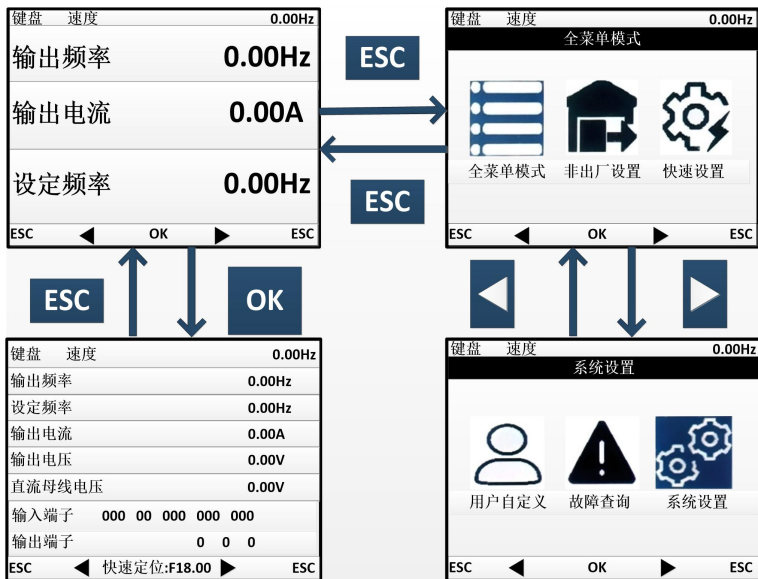 键盘 速度 0.00Hz
输出频率 0.00Hz
输出电流 0.00A
设定频率 0.00Hz
ESC OK ESC
ESC
ESC
键盘 速度 0.00Hz
全菜单模式
全菜单模式 非出厂设置 快速设置
ESC OK ESC
ESC
OK
键盘 速度 0.00Hz
输出频率 0.00Hz
设定频率 0.00Hz
输出电流 0.00A
输出电压 0.00V
直流母线电压 0.00V
输入端子 000 00 000 000 000
输出端子 0 0 0
ESC 快速定位:F18.00 ESC
键盘 速度 0.00Hz
系统设置
用户自定义 故障查询 系统设置
ESC OK ESC